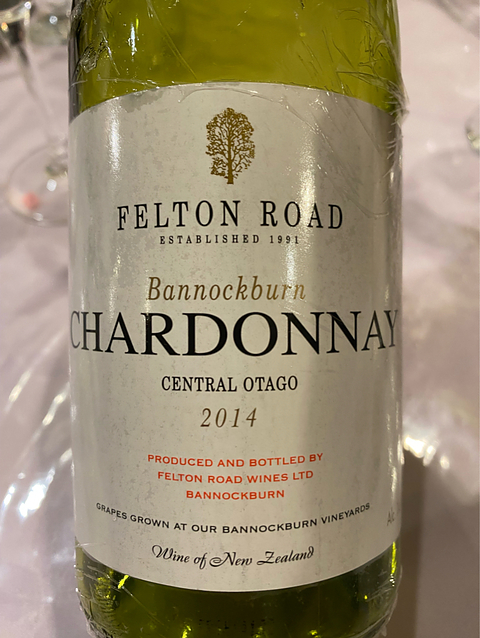 FELTON ROAD
ESTABLISHED 1991
Bannockburn
CHARDONNAY
CENTRAL OTAGO
2014
PRODUCED AND BOTTLED BY
FELTON ROAD WINES LTD
BANNOCKBURN
GRAPES GROWN AT OUR BANNOCKBURN VINEYARDS
Wine of New Zealand